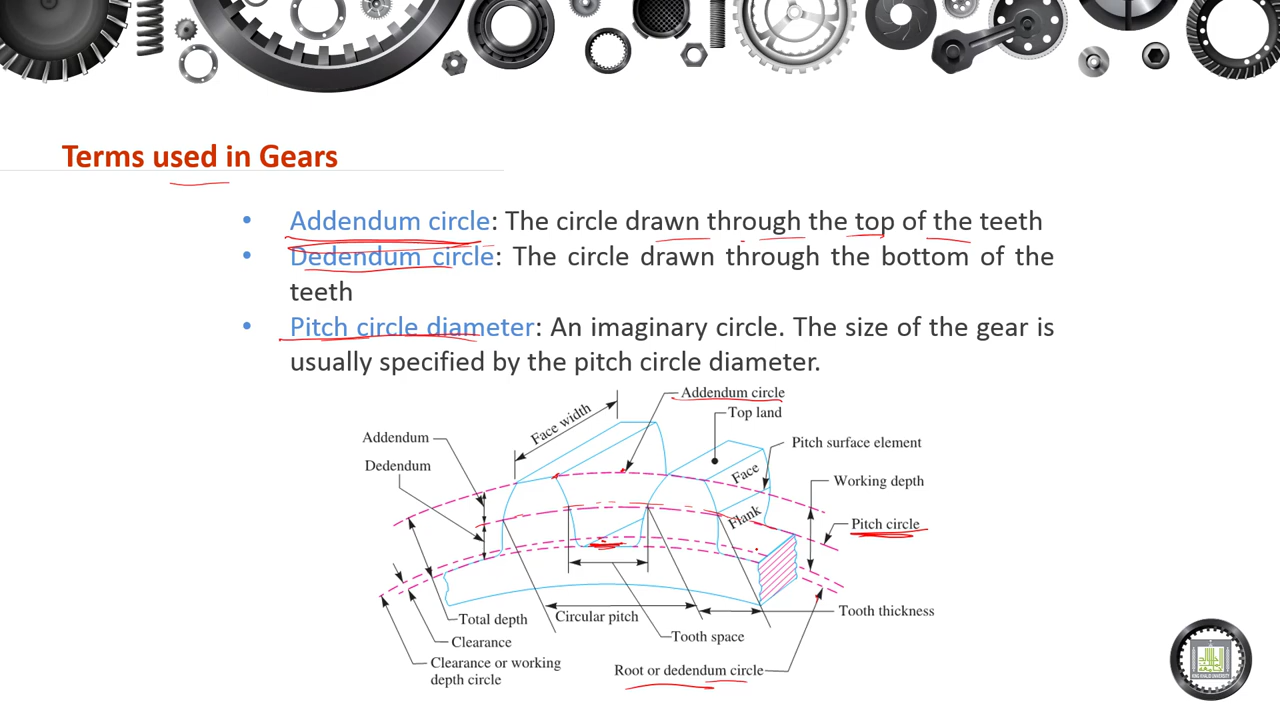 Terms used in Gears
• Addendum circle: The circle drawn through the top of the teeth
• Dedendum circle: The circle drawn through the bottom of the
teeth
• Pitch circle diameter: An imaginary circle. The size of the gear is
usually specified by the pitch circle diameter.
Addendum circle
Top land
Face width
Addendum
Pitch surface element
Dedendum
Face
Working depth
Flank
Pitch circle
Total depth
Circular pitch
Tooth thickness
Clearance
Tooth space
Clearance or working
depth circle
Root or dedendum circle
KING KHALID UNIVERSITY